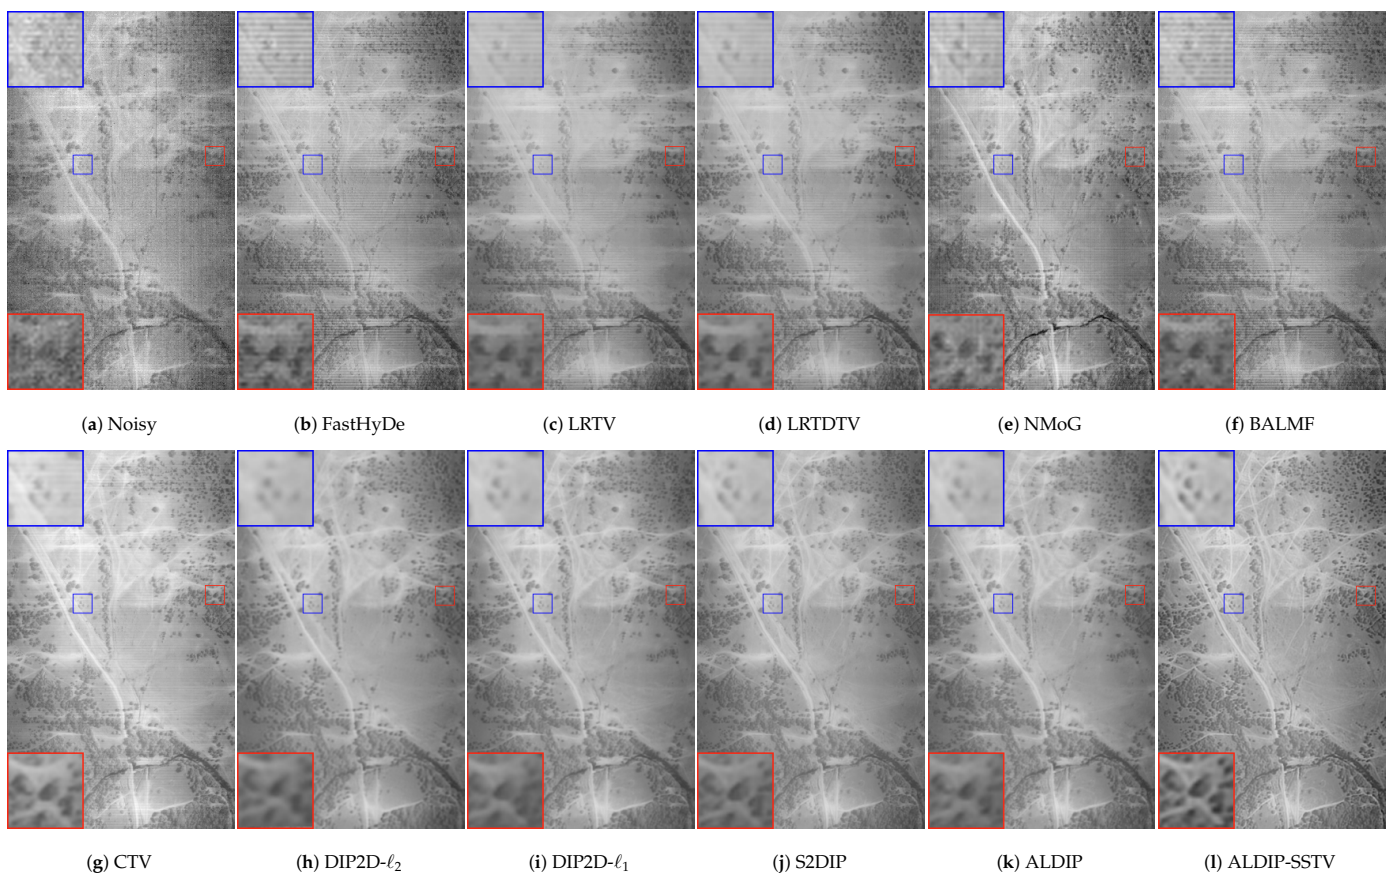 (a) Noisy
(b) FastHyDe
(c) LRTV
(d) LRTDTV
(e) NMoG
(f) BALMF
(g) CTV
(h) DIP2D-ℓ₂
(i) DIP2D-ℓ₁
(j) S2DIP
(k) ALDIP
(l) ALDIP-SSTV